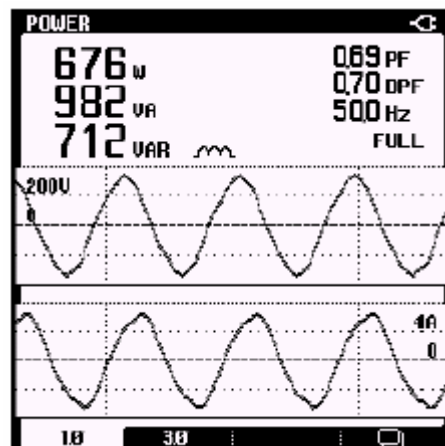 POWER
676 W
982 VA
712 VAR
0.69 PF
0.70 DPF
50.0 Hz
FULL
200V
0
4A
0
1Ø 3Ø